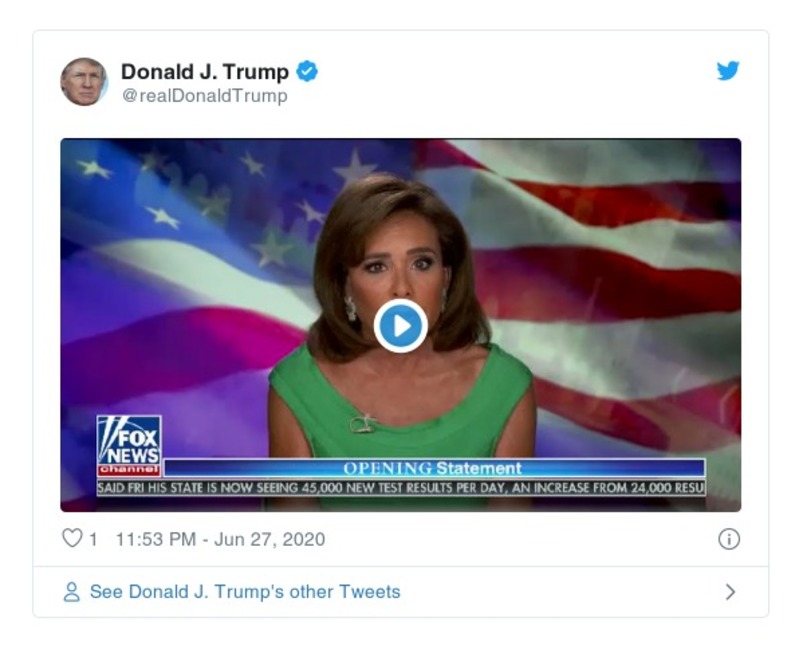 Donald J. Trump
@realDonaldTrump
FOX
NEWS
channel
OPENING Statement
SAID FRI HIS STATE IS NOW SEEING 45,000 NEW TEST RESULTS PER DAY, AN INCREASE FROM 24,000 RESU
1 11:53 PM - Jun 27, 2020
See Donald J. Trump's other Tweets